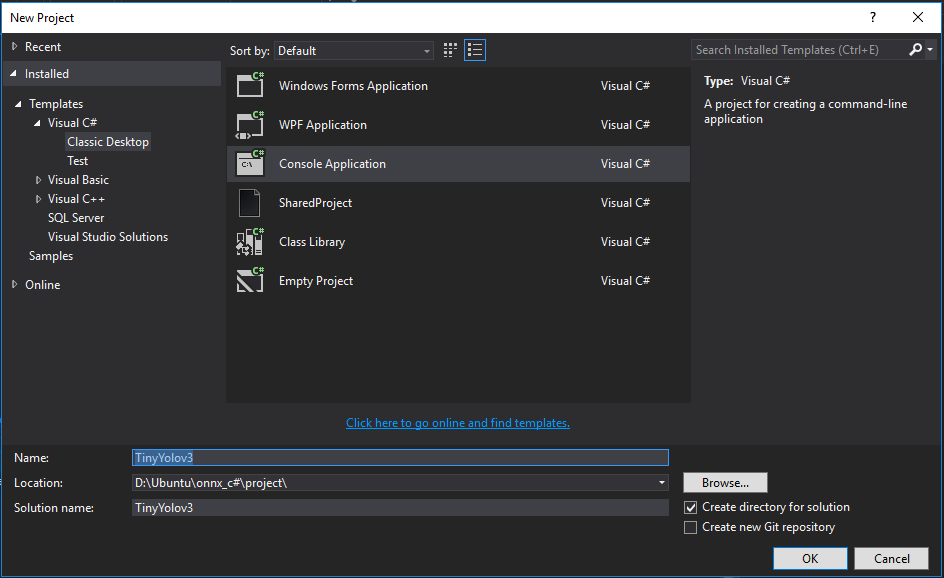 New Project
?
Recent
Installed
Templates
Visual C#
Classic Desktop
Test
Visual Basic
Visual C++
SQL Server
Visual Studio Solutions
Samples
Online
Sort by: Default
C# Windows Forms Application Visual C#
C# WPF Application Visual C#
C# C:\ Console Application Visual C#
SharedProject Visual C#
C# Class Library Visual C#
C# Empty Project Visual C#
Click here to go online and find templates.
Search Installed Templates (Ctrl+E)
Type: Visual C#
A project for creating a command-line
application
Name: TinyYolov3
Location: D:\Ubuntu\onnx_c#\project\
Browse...
Solution name: TinyYolov3
Create directory for solution
Create new Git repository
OK
Cancel